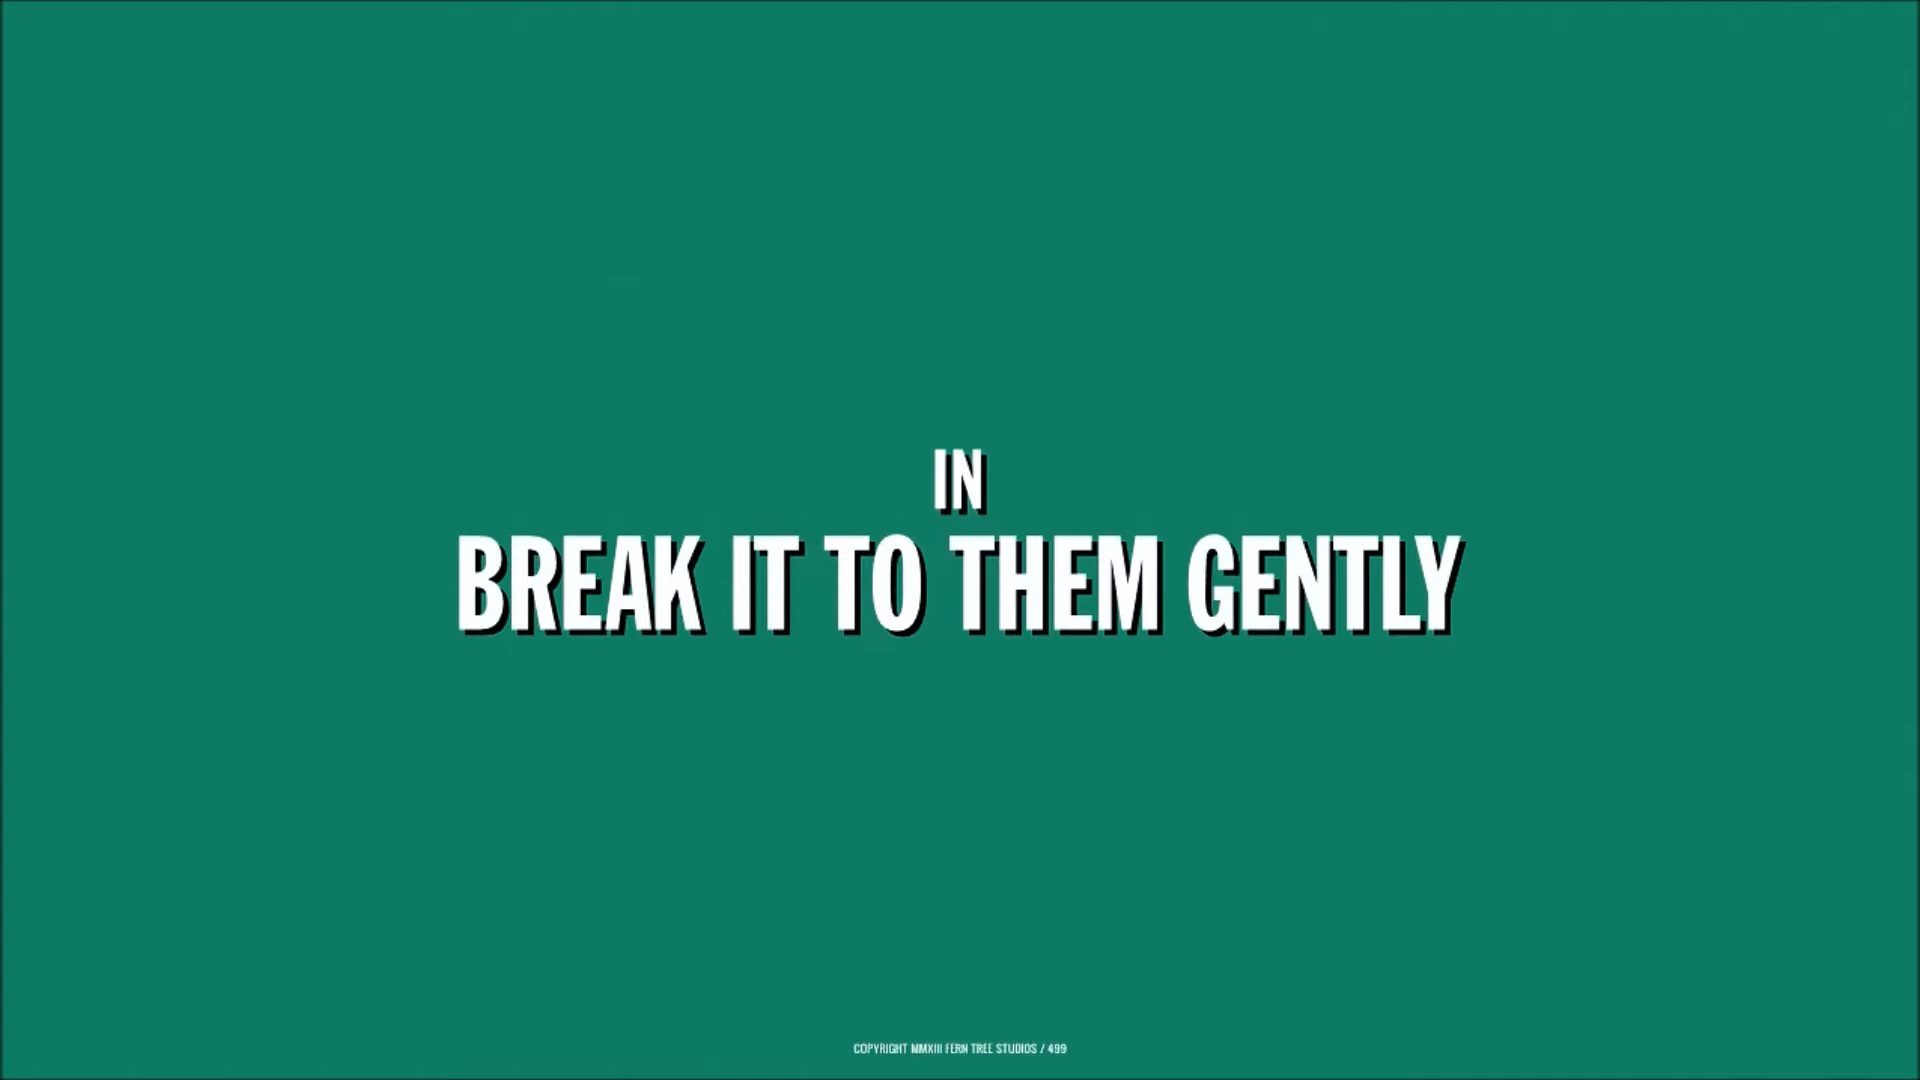 IN
BREAK IT TO THEM GENTLY
COPYRIGHT MMXIII FERN TREE STUDIOS / 499